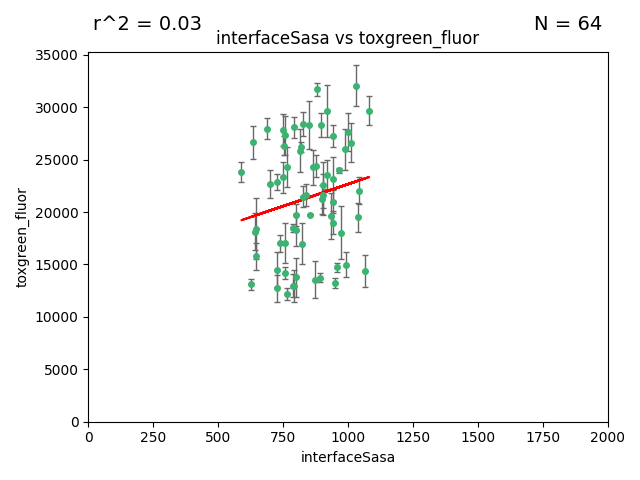 r^2 = 0.03
N = 64
interfaceSasa vs toxgreen_fluor
35000
30000
25000
20000
15000
10000
5000
0
toxgreen_fluor
0 250 500 750 1000 1250 1500 1750 2000
interfaceSasa